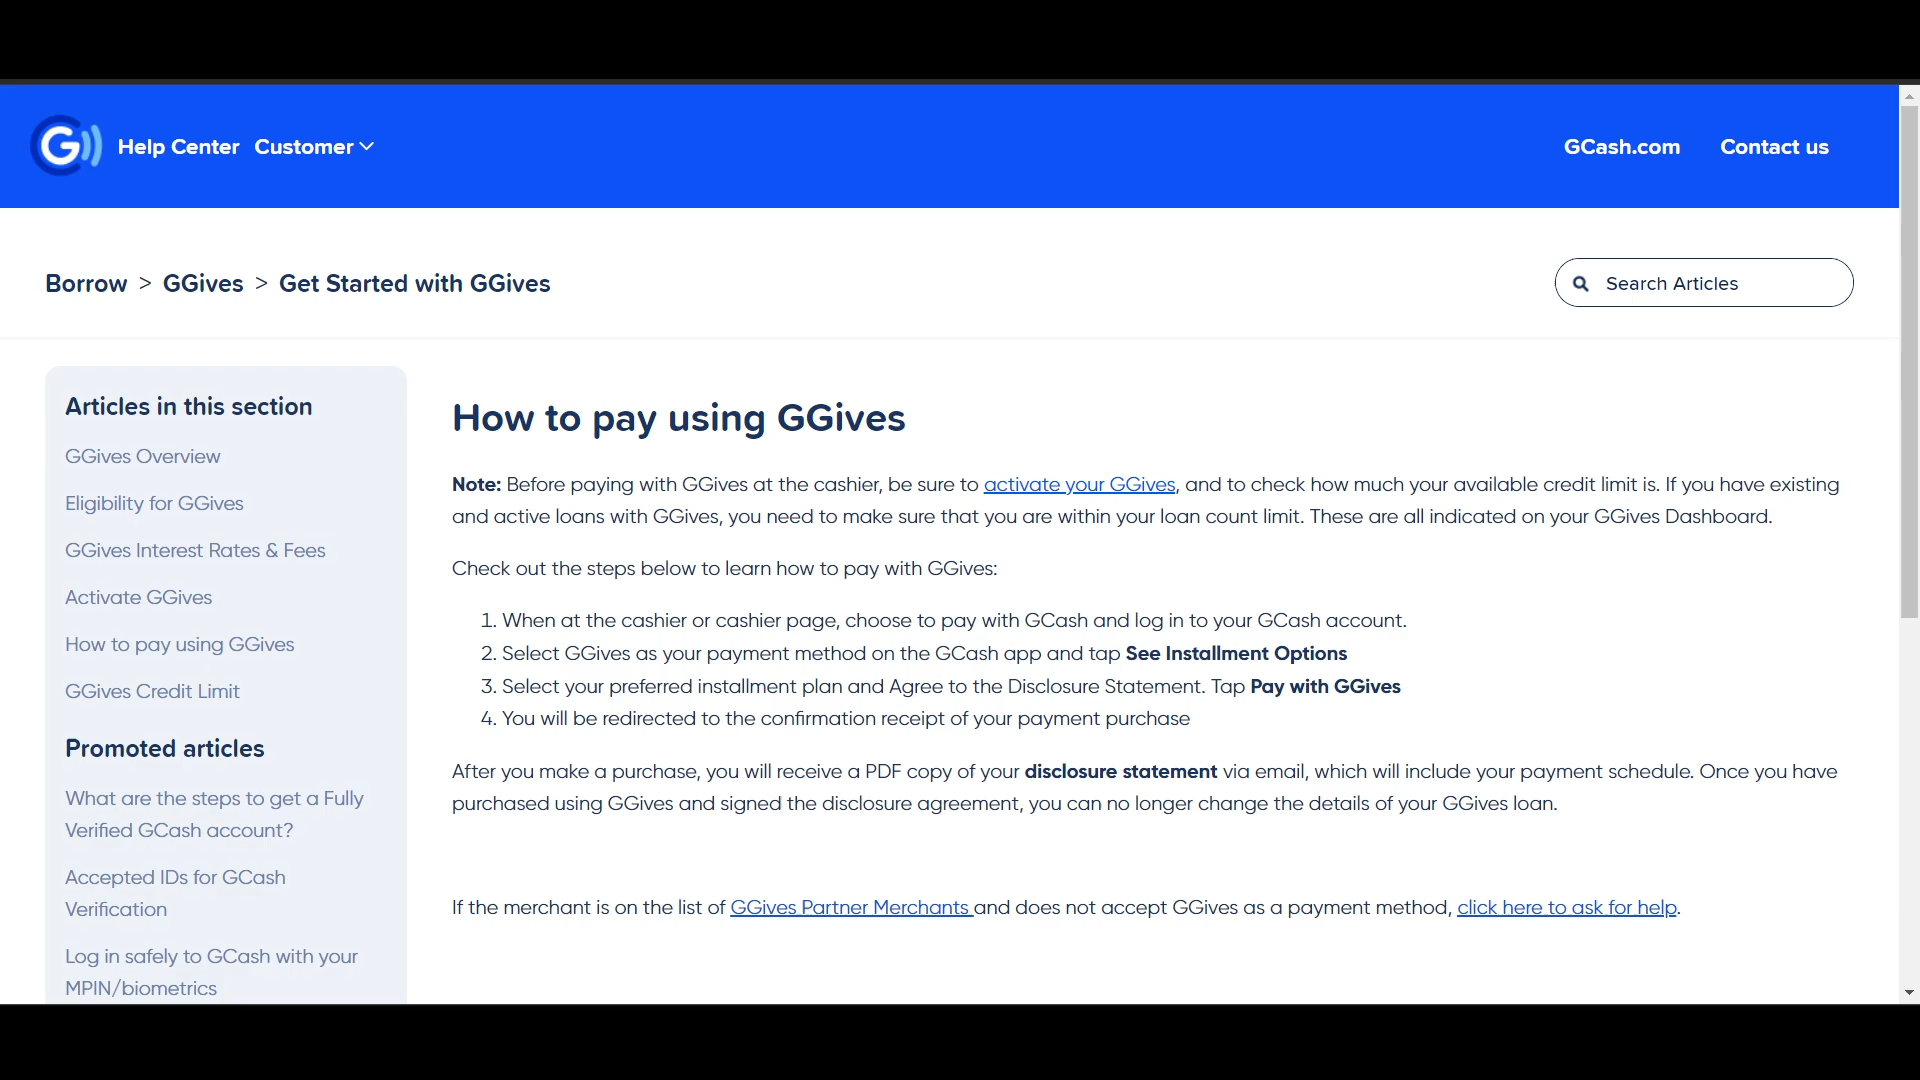 G
Help Center Customer
GCash.com Contact us
Borrow > GGives > Get Started with GGives
Search Articles
Articles in this section
GGives Overview
Eligibility for GGives
GGives Interest Rates & Fees
Activate GGives
How to pay using GGives
GGives Credit Limit
Promoted articles
What are the steps to get a Fully
Verified GCash account?
Accepted IDs for GCash
Verification
Log in safely to GCash with your
MPIN/biometrics
How to pay using GGives
Note: Before paying with GGives at the cashier, be sure to activate your GGives, and to check how much your available credit limit is. If you have existing
and active loans with GGives, you need to make sure that you are within your loan count limit. These are all indicated on your GGives Dashboard.
Check out the steps below to learn how to pay with GGives:
1. When at the cashier or cashier page, choose to pay with GCash and log in to your GCash account.
2. Select GGives as your payment method on the GCash app and tap See Installment Options
3. Select your preferred installment plan and Agree to the Disclosure Statement. Tap Pay with GGives
4. You will be redirected to the confirmation receipt of your payment purchase
After you make a purchase, you will receive a PDF copy of your disclosure statement via email, which will include your payment schedule. Once you have
purchased using GGives and signed the disclosure agreement, you can no longer change the details of your GGives loan.
If the merchant is on the list of GGives Partner Merchants and does not accept GGives as a payment method, click here to ask for help.